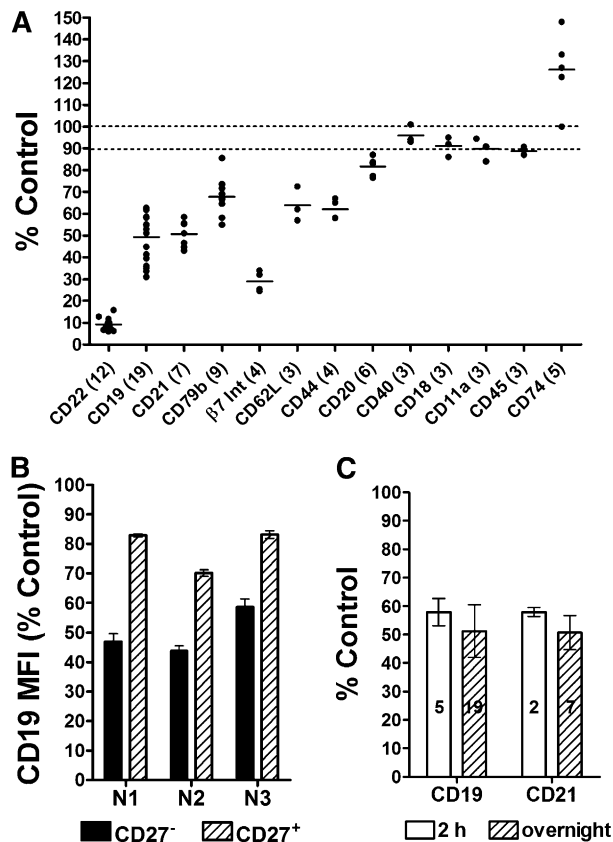 A
% Control
150
140
130
120
110
100
90
80
70
60
50
40
30
20
10
0
CD22 (12)
CD19 (19)
CD21 (7)
CD79b (9)
β7 Int (4)
CD62L (3)
CD44 (4)
CD20 (6)
CD40 (3)
CD18 (3)
CD11a (3)
CD45 (3)
CD74 (5)
B
CD19 MFI (% Control)
100
90
80
70
60
50
40
30
20
10
0
N1 N2 N3
CD27⁻ CD27⁺
C
% Control
100
90
80
70
60
50
40
30
20
10
0
5 19 2 7
CD19 CD21
2 h overnight